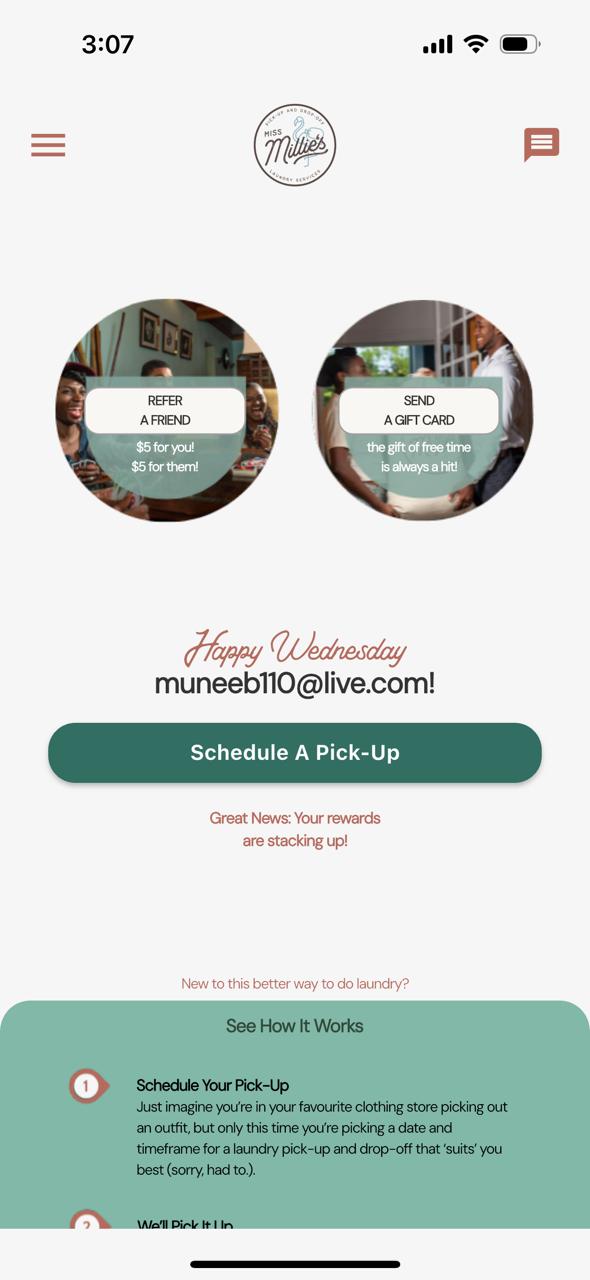 3:07
PICK-UP AND DROP-OFF
MISS
Millie's
LAUNDRY SERVICES
REFER
A FRIEND
$5 for you!
$5 for them!
SEND
A GIFT CARD
the gift of free time
is always a hit!
Happy Wednesday
muneeb110@live.com!
Schedule A Pick-Up
Great News: Your rewards
are stacking up!
New to this better way to do laundry?
See How It Works
1
Schedule Your Pick-Up
Just imagine you're in your favourite clothing store picking out
an outfit, but only this time you're picking a date and
timeframe for a laundry pick-up and drop-off that ‘suits’ you
best (sorry, had to.).
2
We'll Pick It Up